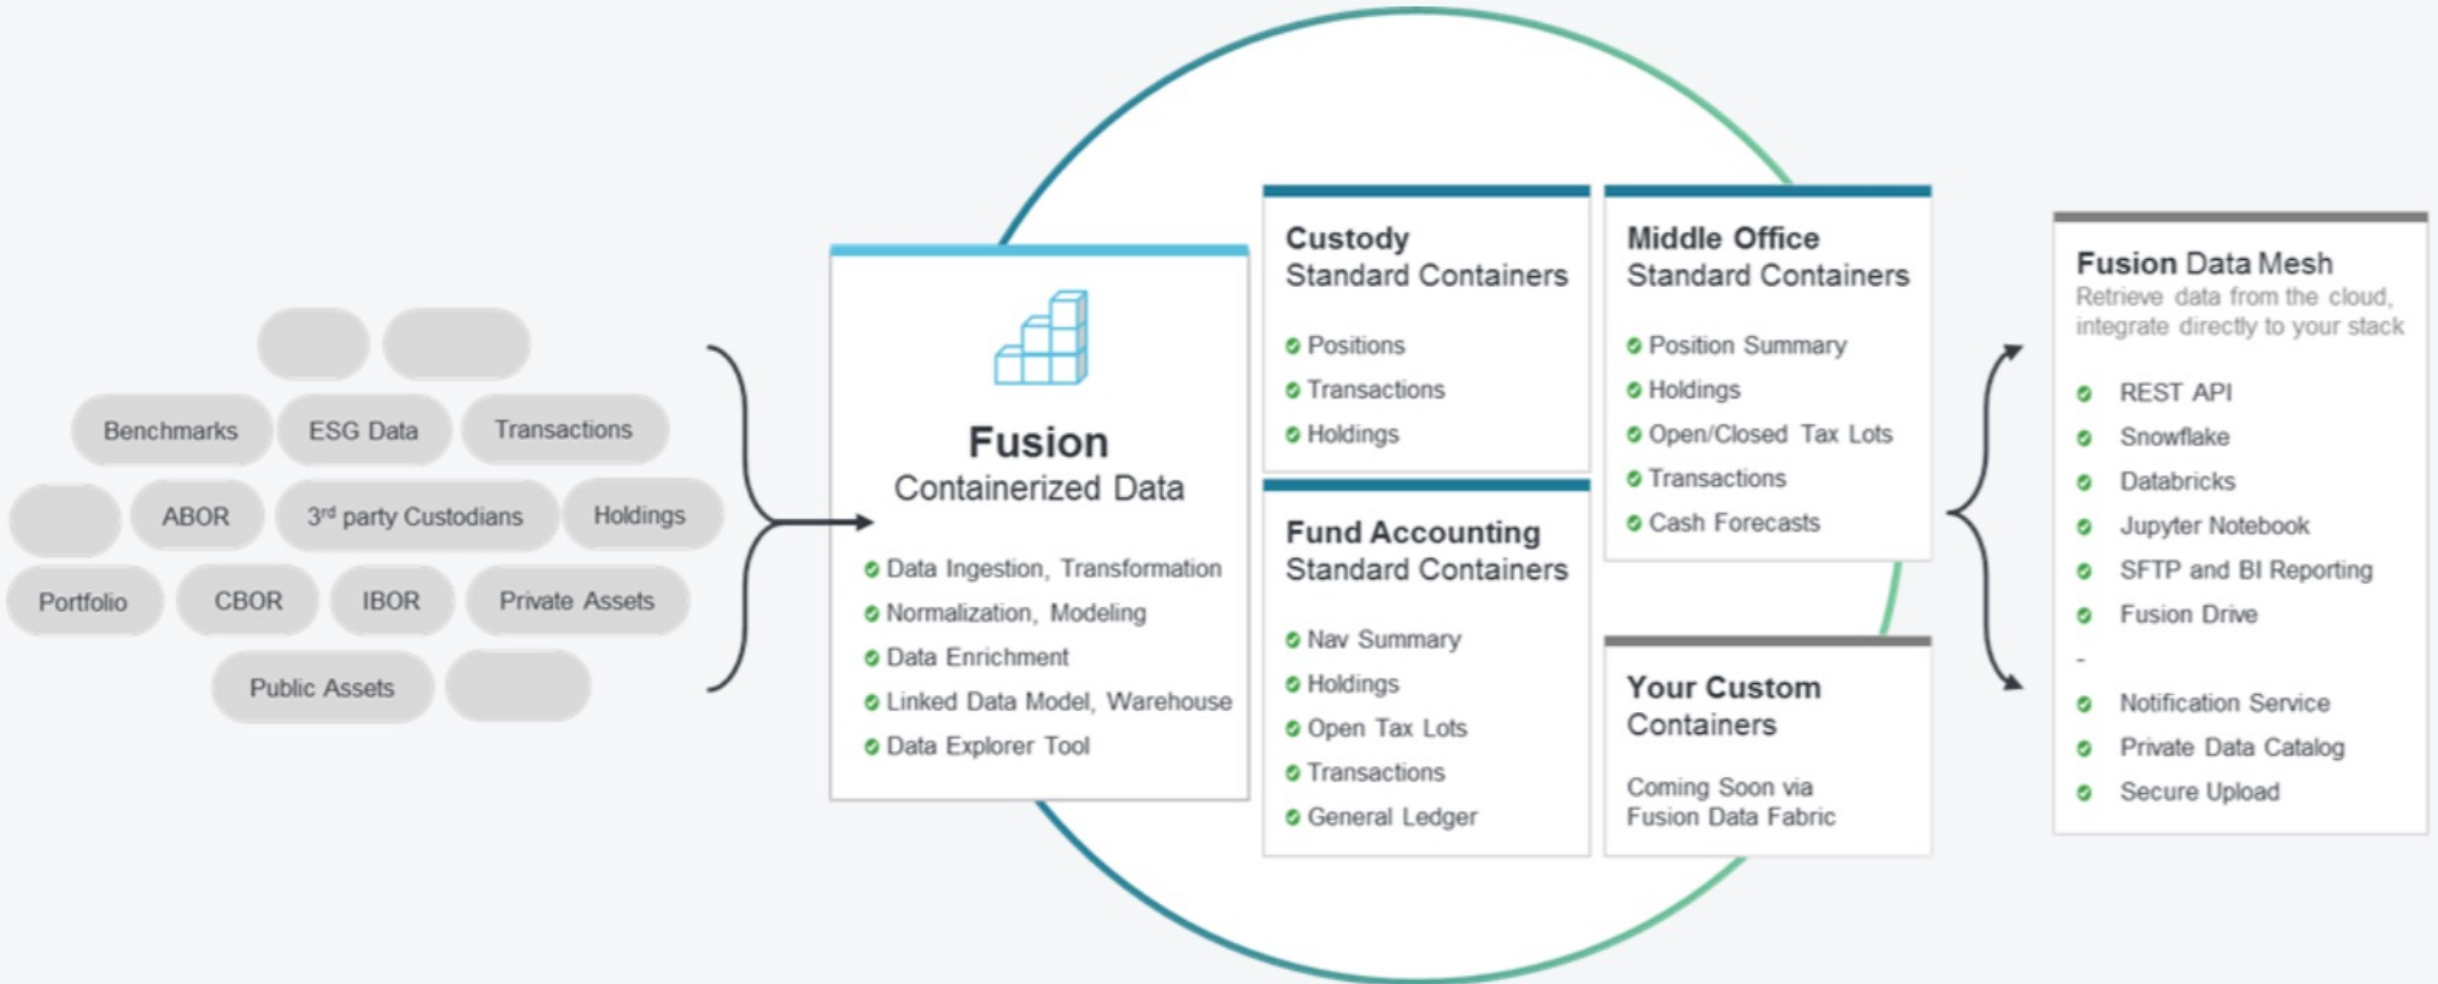 Benchmarks
ESG Data
Transactions
ABOR
3rd party Custodians
Holdings
Portfolio
CBOR
IBOR
Private Assets
Public Assets
Fusion
Containerized Data
Data Ingestion, Transformation
Normalization, Modeling
Data Enrichment
Linked Data Model, Warehouse
Data Explorer Tool
Custody
Standard Containers
Positions
Transactions
Holdings
Fund Accounting
Standard Containers
Nav Summary
Holdings
Open Tax Lots
Transactions
General Ledger
Middle Office
Standard Containers
Position Summary
Holdings
Open/Closed Tax Lots
Transactions
Cash Forecasts
Your Custom
Containers
Coming Soon via
Fusion Data Fabric
Fusion Data Mesh
Retrieve data from the cloud,
integrate directly to your stack
REST API
Snowflake
Databricks
Jupyter Notebook
SFTP and BI Reporting
Fusion Drive
-
Notification Service
Private Data Catalog
Secure Upload